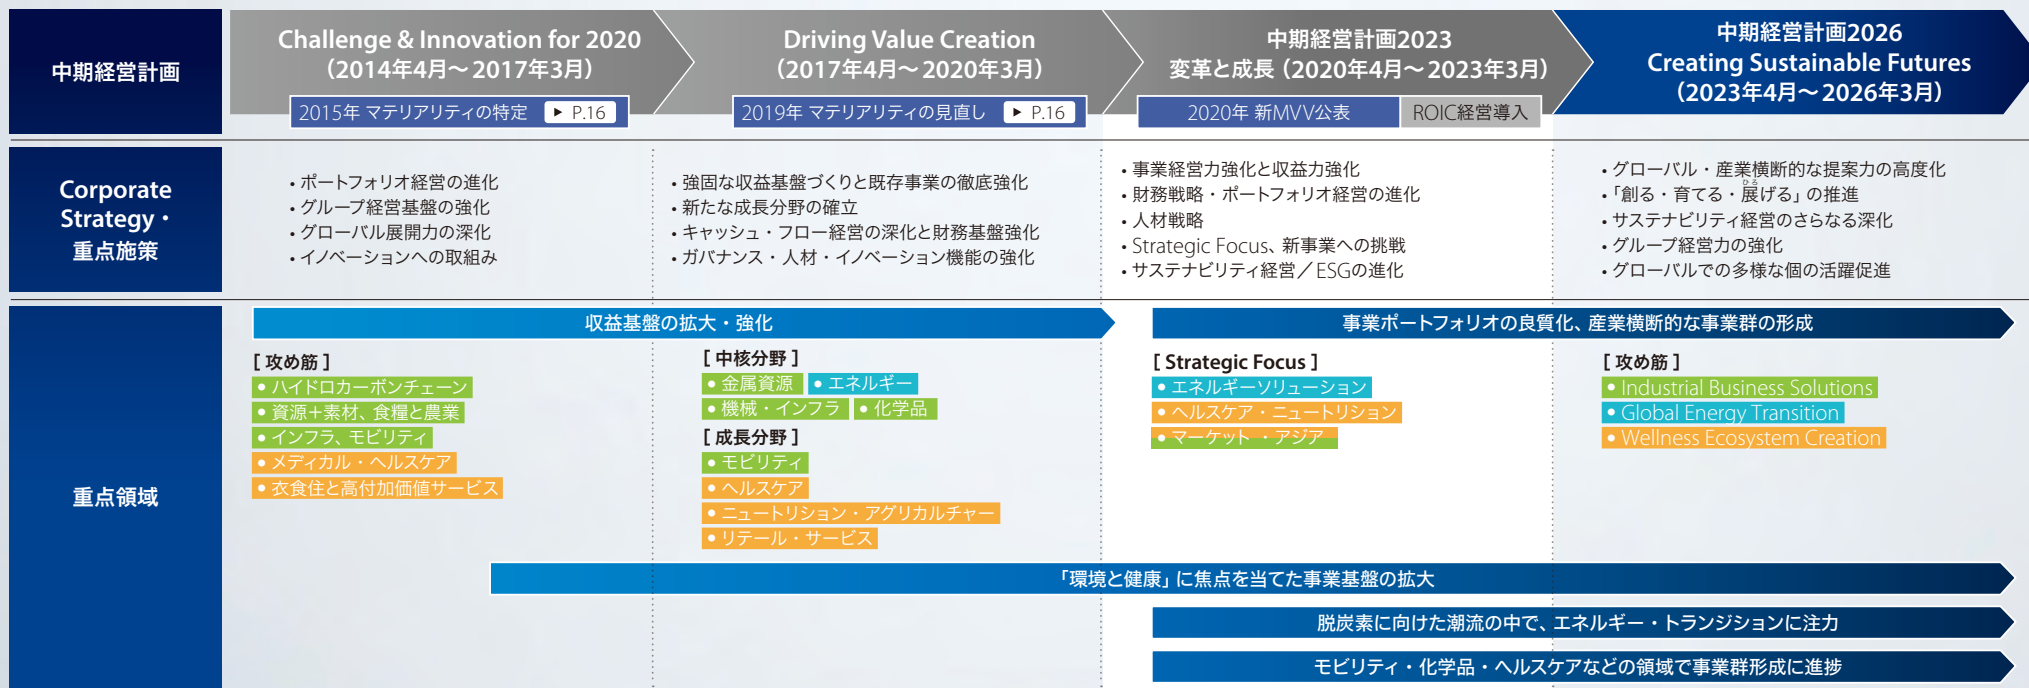 中期経営計画
Challenge & Innovation for 2020
（2014年4月～2017年3月）
2015年 マテリアリティの特定 ▶ P.16
Driving Value Creation
（2017年4月～2020年3月）
2019年 マテリアリティの見直し ▶ P.16
中期経営計画2023
変革と成長（2020年4月～2023年3月）
2020年 新MVV公表 ROIC経営導入
中期経営計画2026
Creating Sustainable Futures
（2023年4月～2026年3月）
Corporate
Strategy・
重点施策
• ポートフォリオ経営の進化
• グループ経営基盤の強化
• グローバル展開力の深化
• イノベーションへの取組み
• 強固な収益基盤づくりと既存事業の徹底強化
• 新たな成長分野の確立
• キャッシュ・フロー経営の深化と財務基盤強化
• ガバナンス・人材・イノベーション機能の強化
• 事業経営力強化と収益力強化
• 財務戦略・ポートフォリオ経営の進化
• 人材戦略
• Strategic Focus、新事業への挑戦
• サステナビリティ経営／ESGの進化
• グローバル・産業横断的な提案力の高度化
ひろ
• 「創る・育てる・展げる」の推進
• サステナビリティ経営のさらなる深化
• グループ経営力の強化
• グローバルでの多様な個の活躍促進
重点領域
収益基盤の拡大・強化
事業ポートフォリオの良質化、産業横断的な事業群の形成
［攻め筋］
• ハイドロカーボンチェーン
• 資源＋素材、食糧と農業
• インフラ、モビリティ
• メディカル・ヘルスケア
• 衣食住と高付加価値サービス
［中核分野］
• 金属資源 • エネルギー
• 機械・インフラ • 化学品
［成長分野］
• モビリティ
• ヘルスケア
• ニュートリション・アグリカルチャー
• リテール・サービス
［Strategic Focus］
• エネルギーソリューション
• ヘルスケア・ニュートリション
• マーケット・アジア
［攻め筋］
• Industrial Business Solutions
• Global Energy Transition
• Wellness Ecosystem Creation
「環境と健康」に焦点を当てた事業基盤の拡大
脱炭素に向けた潮流の中で、エネルギー・トランジションに注力
モビリティ・化学品・ヘルスケアなどの領域で事業群形成に進捗